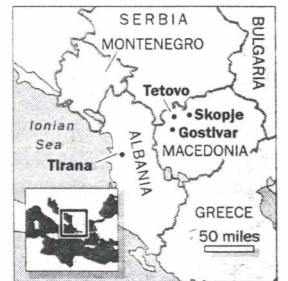 SERBIA
MONTENEGRO
BULGARIA
Tetovo
Skopje
Gostivar
Ionian
Sea
Tirana
ALBANIA
MACEDONIA
GREECE
50 miles